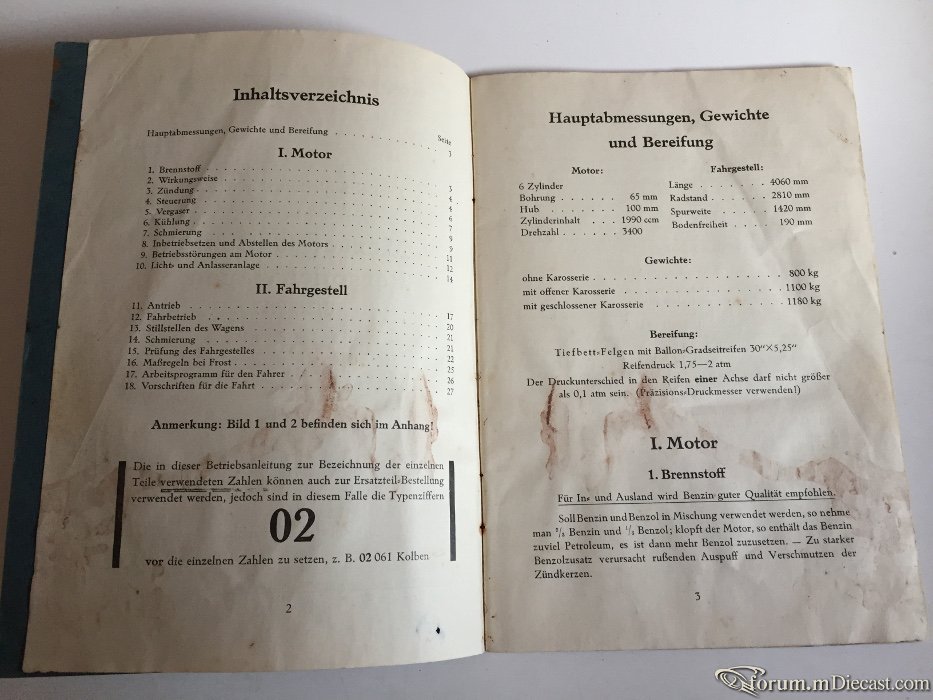 Inhaltsverzeichnis
Seite
Hauptabmessungen, Gewichte und Bereifung . . . . . . . . . . 3
I. Motor
1. Brennstoff . . . . . . . . . . 3
2. Wirkungsweise . . . . . . . . . . 4
3. Zündung . . . . . . . . . . 4
4. Steuerung . . . . . . . . . . 6
5. Vergaser . . . . . . . . . . 7
6. Kühlung . . . . . . . . . . 9
7. Schmierung . . . . . . . . . . 9
8. Inbetriebsetzen und Abstellen des Motors . . . . . . . . . . 11
9. Betriebsstörungen am Motor . . . . . . . . . . 12
10. Licht- und Anlasseranlage . . . . . . . . . . 14
II. Fahrgestell
11. Antrieb . . . . . . . . . . 17
12. Fahrbetrieb . . . . . . . . . . 20
13. Stillstellen des Wagens . . . . . . . . . . 21
14. Schmierung . . . . . . . . . . 21
15. Prüfung des Fahrgestelles . . . . . . . . . . 22
16. Maßregeln bei Frost . . . . . . . . . . 25
17. Arbeitsprogramm für den Fahrer . . . . . . . . . . 26
18. Vorschriften für die Fahrt . . . . . . . . . . 27
Anmerkung: Bild 1 und 2 befinden sich im Anhang!
Die in dieser Betriebsanleitung zur Bezeichnung der einzelnen
Teile verwendeten Zahlen können auch zur Ersatzteil-Bestellung
verwendet werden, jedoch sind in diesem Falle die Typenziffern
02
vor die einzelnen Zahlen zu setzen, z. B. 02 061 Kolben
2
Hauptabmessungen, Gewichte
und Bereifung
Motor:
6 Zylinder
Bohrung . . . . . . 65 mm
Hub . . . . . . 100 mm
Zylinderinhalt . . . 1990 ccm
Drehzahl . . . . . . 3400
Fahrgestell:
Länge . . . . . . 4060 mm
Radstand . . . . . . 2810 mm
Spurweite . . . . . . 1420 mm
Bodenfreiheit . . . . . 190 mm
Gewichte:
ohne Karosserie . . . . . . . . . . 800 kg
mit offener Karosserie . . . . . . . . . . 1100 kg
mit geschlossener Karosserie . . . . . . . . . . 1180 kg
Bereifung:
Tiefbett-Felgen mit Ballon-Gradseitreifen 30"×5,25"
Reifendruck 1,75—2 atm
Der Druckunterschied in den Reifen einer Achse darf nicht größer
als 0,1 atm sein. (Präzisions-Druckmesser verwenden!)
I. Motor
1. Brennstoff
Für In- und Ausland wird Benzin guter Qualität empfohlen.
Soll Benzin und Benzol in Mischung verwendet werden, so nehme
man Benzin und Benzol; klopft der Motor, so enthält das Benzin
zuviel Petroleum, es ist dann mehr Benzol zuzusetzen. — Zu starker
Benzolzusatz verursacht rußenden Auspuff und Verschmutzen der
Zündkerzen.
3
forum.mDiecast.com